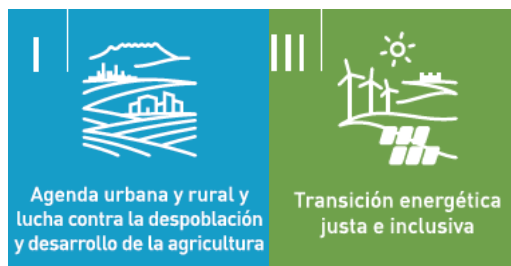 I
Agenda urbana y rural y
lucha contra la despoblación
y desarrollo de la agricultura
III
Transición energética
justa e inclusiva